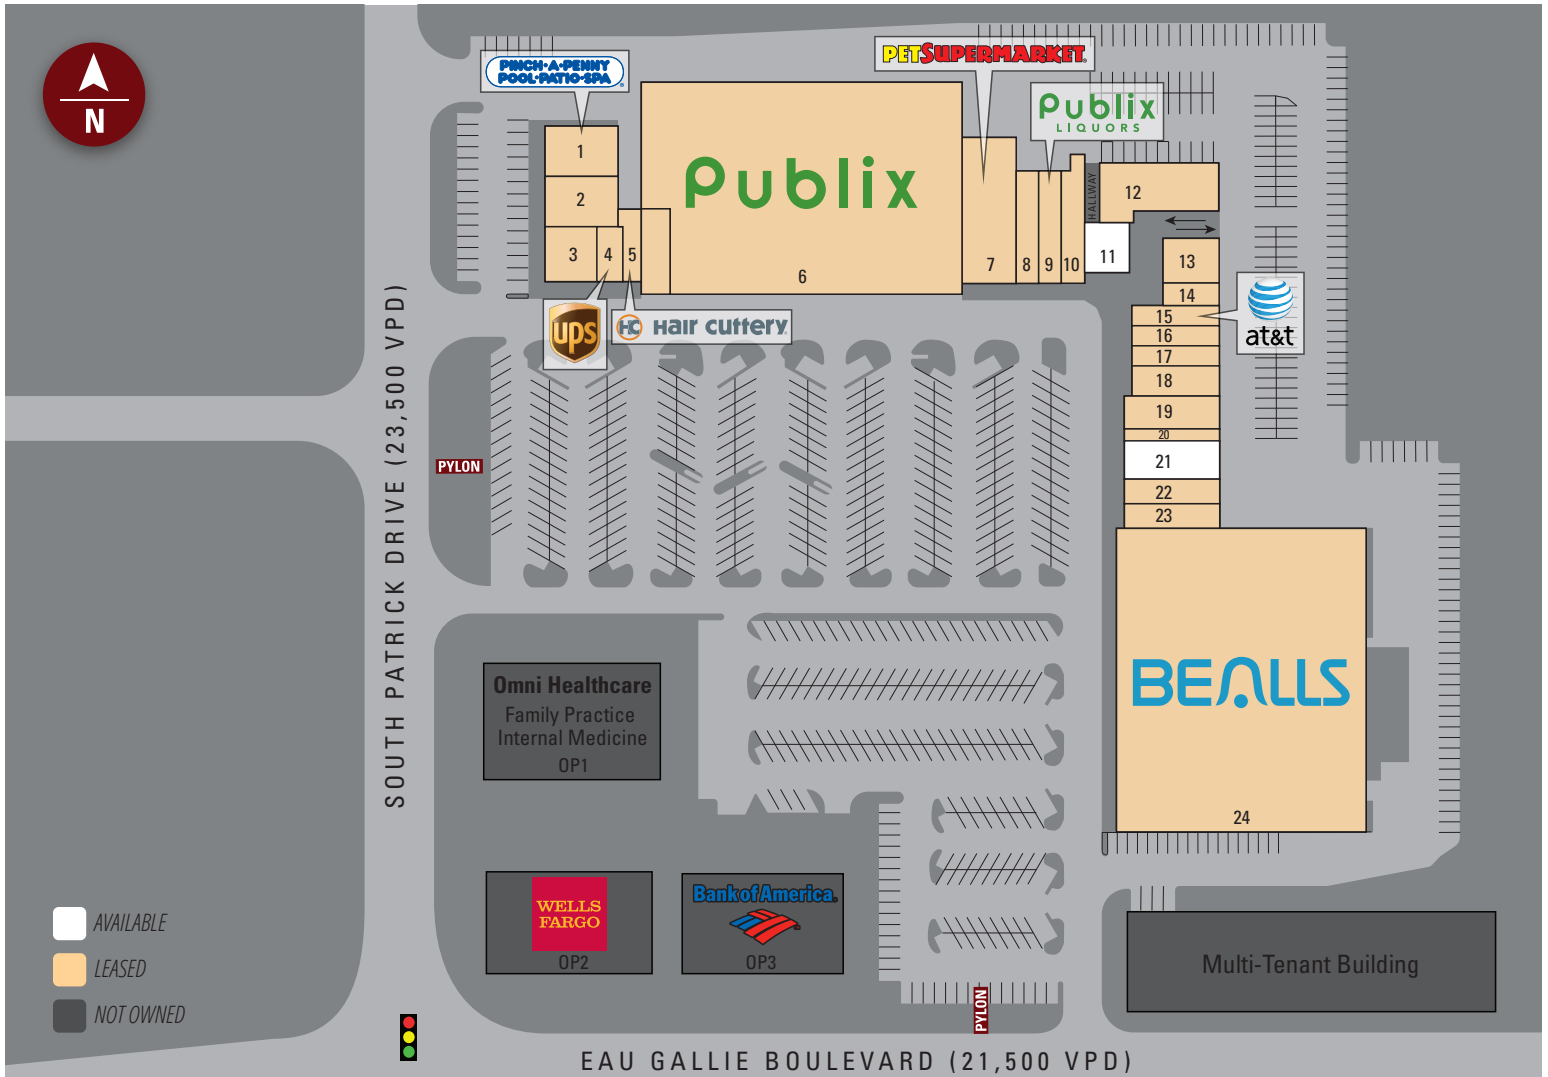 N
PINCH·A·PENNY
POOL·PATIO·SPA
PETSUPERMARKET
Publix
LIQUORS
Publix
HALLWAY
1
2
3
4
5
6
7
8
9
10
11
12
13
14
15
16
17
18
19
20
21
22
23
24
ups
HC Hair Cuttery
at&t
BEALLS
PYLON
SOUTH PATRICK DRIVE (23,500 VPD)
Omni Healthcare
Family Practice
Internal Medicine
OP1
WELLS
FARGO
OP2
Bank of America
OP3
Multi-Tenant Building
PYLON
AVAILABLE
LEASED
NOT OWNED
EAU GALLIE BOULEVARD (21,500 VPD)